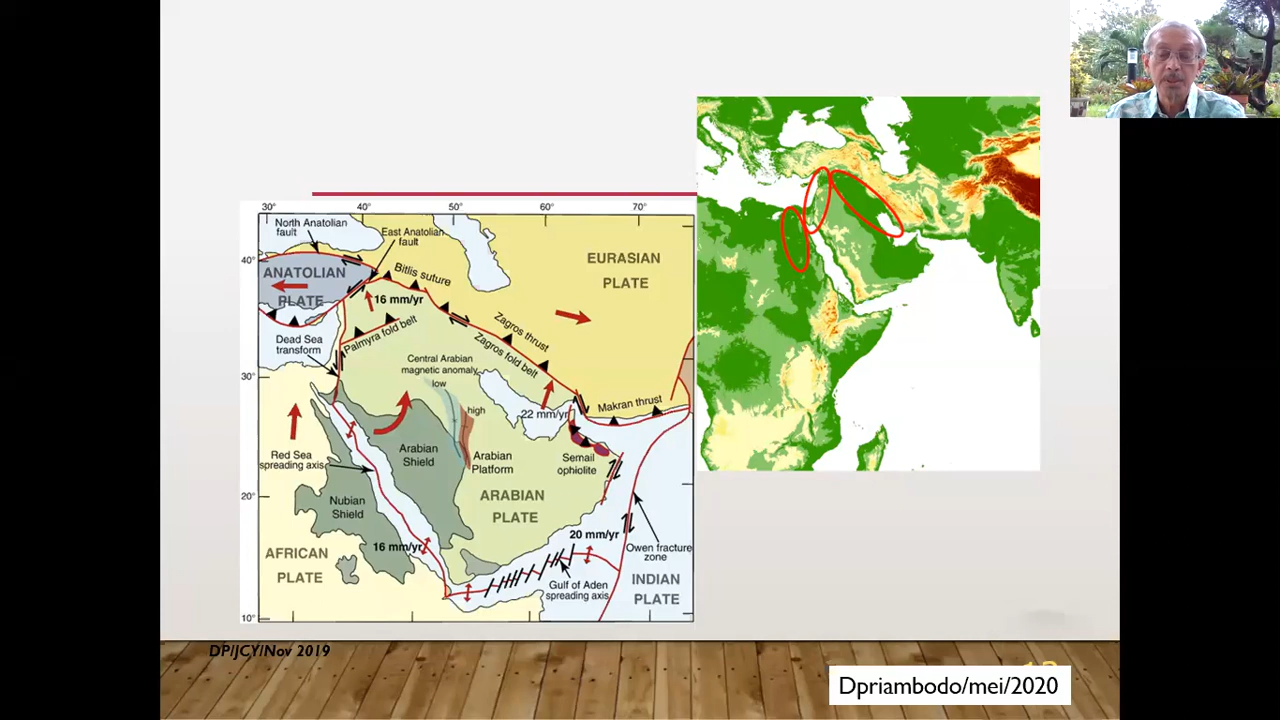 30° 40° 50° 60° 70°
North Anatolian
fault
East Anatolian
fault
40°
ANATOLIAN
PLATE
Bitlis suture
EURASIAN
PLATE
16 mm/yr
Dead Sea
transform
Palmyra fold belt
Zagros thrust
Zagros fold belt
Central Arabian
magnetic anomaly
low
high
30°
22 mm/yr
Makran thrust
Red Sea
spreading axis
Arabian
Shield
Arabian
Platform
Semail
ophiolite
20°
Nubian
Shield
ARABIAN
PLATE
16 mm/yr
20 mm/yr
Owen fracture
zone
AFRICAN
PLATE
Gulf of Aden
spreading axis
INDIAN
PLATE
10°
DP/JCY/Nov 2019
Dpriambodo/mei/2020